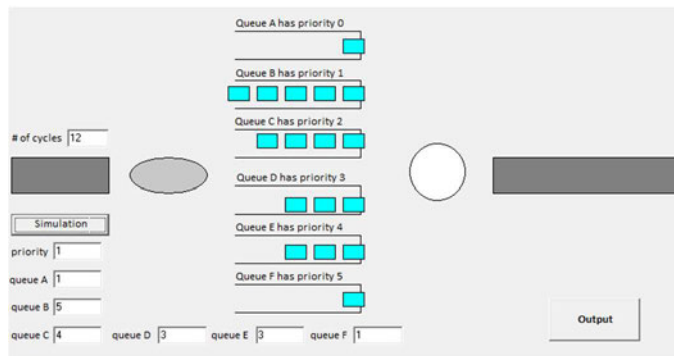 Queue A has priority 0
Queue B has priority 1
Queue C has priority 2
# of cycles 12
Queue D has priority 3
Simulation
Queue E has priority 4
priority 1
Queue F has priority 5
queue A 1
queue B 5
Output
queue C 4 queue D 3 queue E 3 queue F 1